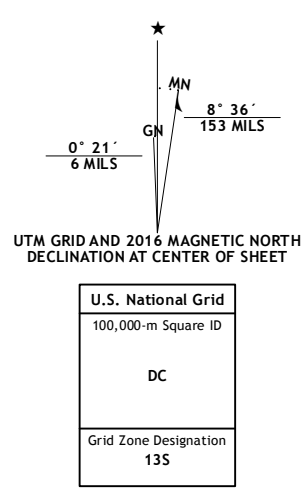 MN
8° 36´
153 MILS
GN
0° 21´
6 MILS
UTM GRID AND 2016 MAGNETIC NORTH
DECLINATION AT CENTER OF SHEET
U.S. National Grid
100,000-m Square ID
DC
Grid Zone Designation
13S